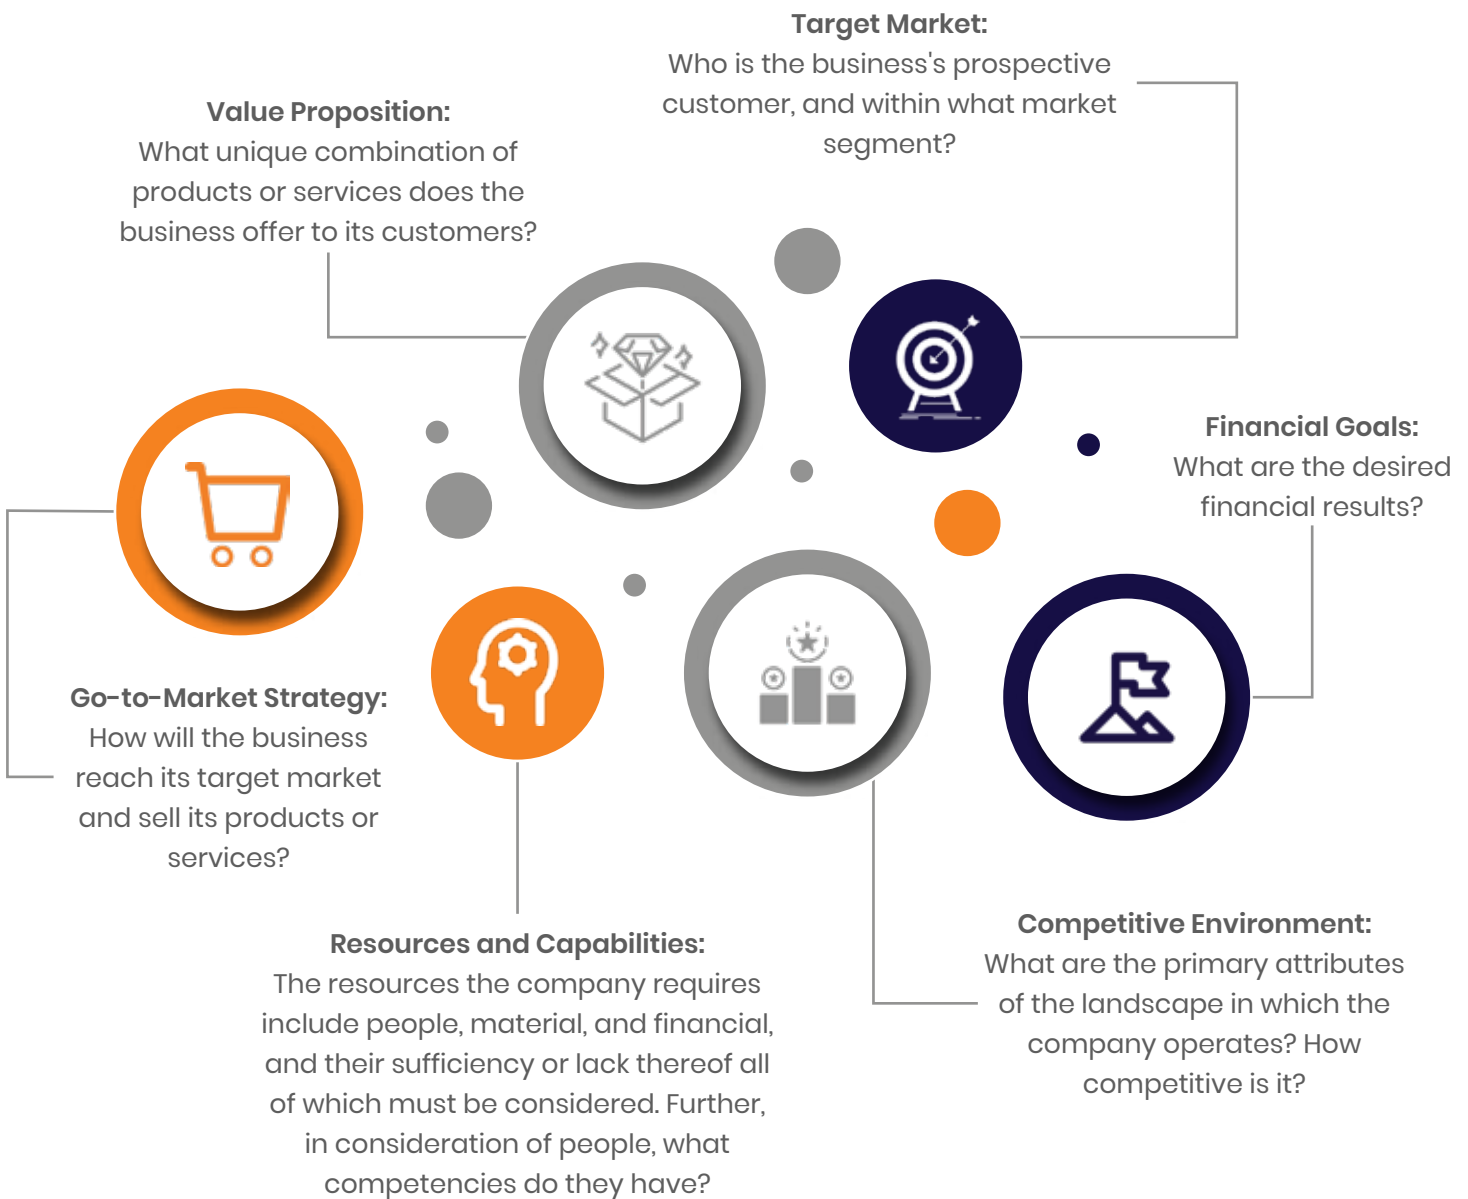 Target Market:
Who is the business's prospective
customer, and within what market
segment?
Value Proposition:
What unique combination of
products or services does the
business offer to its customers?
Financial Goals:
What are the desired
financial results?
Go-to-Market Strategy:
How will the business
reach its target market
and sell its products or
services?
Resources and Capabilities:
The resources the company requires
include people, material, and financial,
and their sufficiency or lack thereof all
of which must be considered. Further,
in consideration of people, what
competencies do they have?
Competitive Environment:
What are the primary attributes
of the landscape in which the
company operates? How
competitive is it?